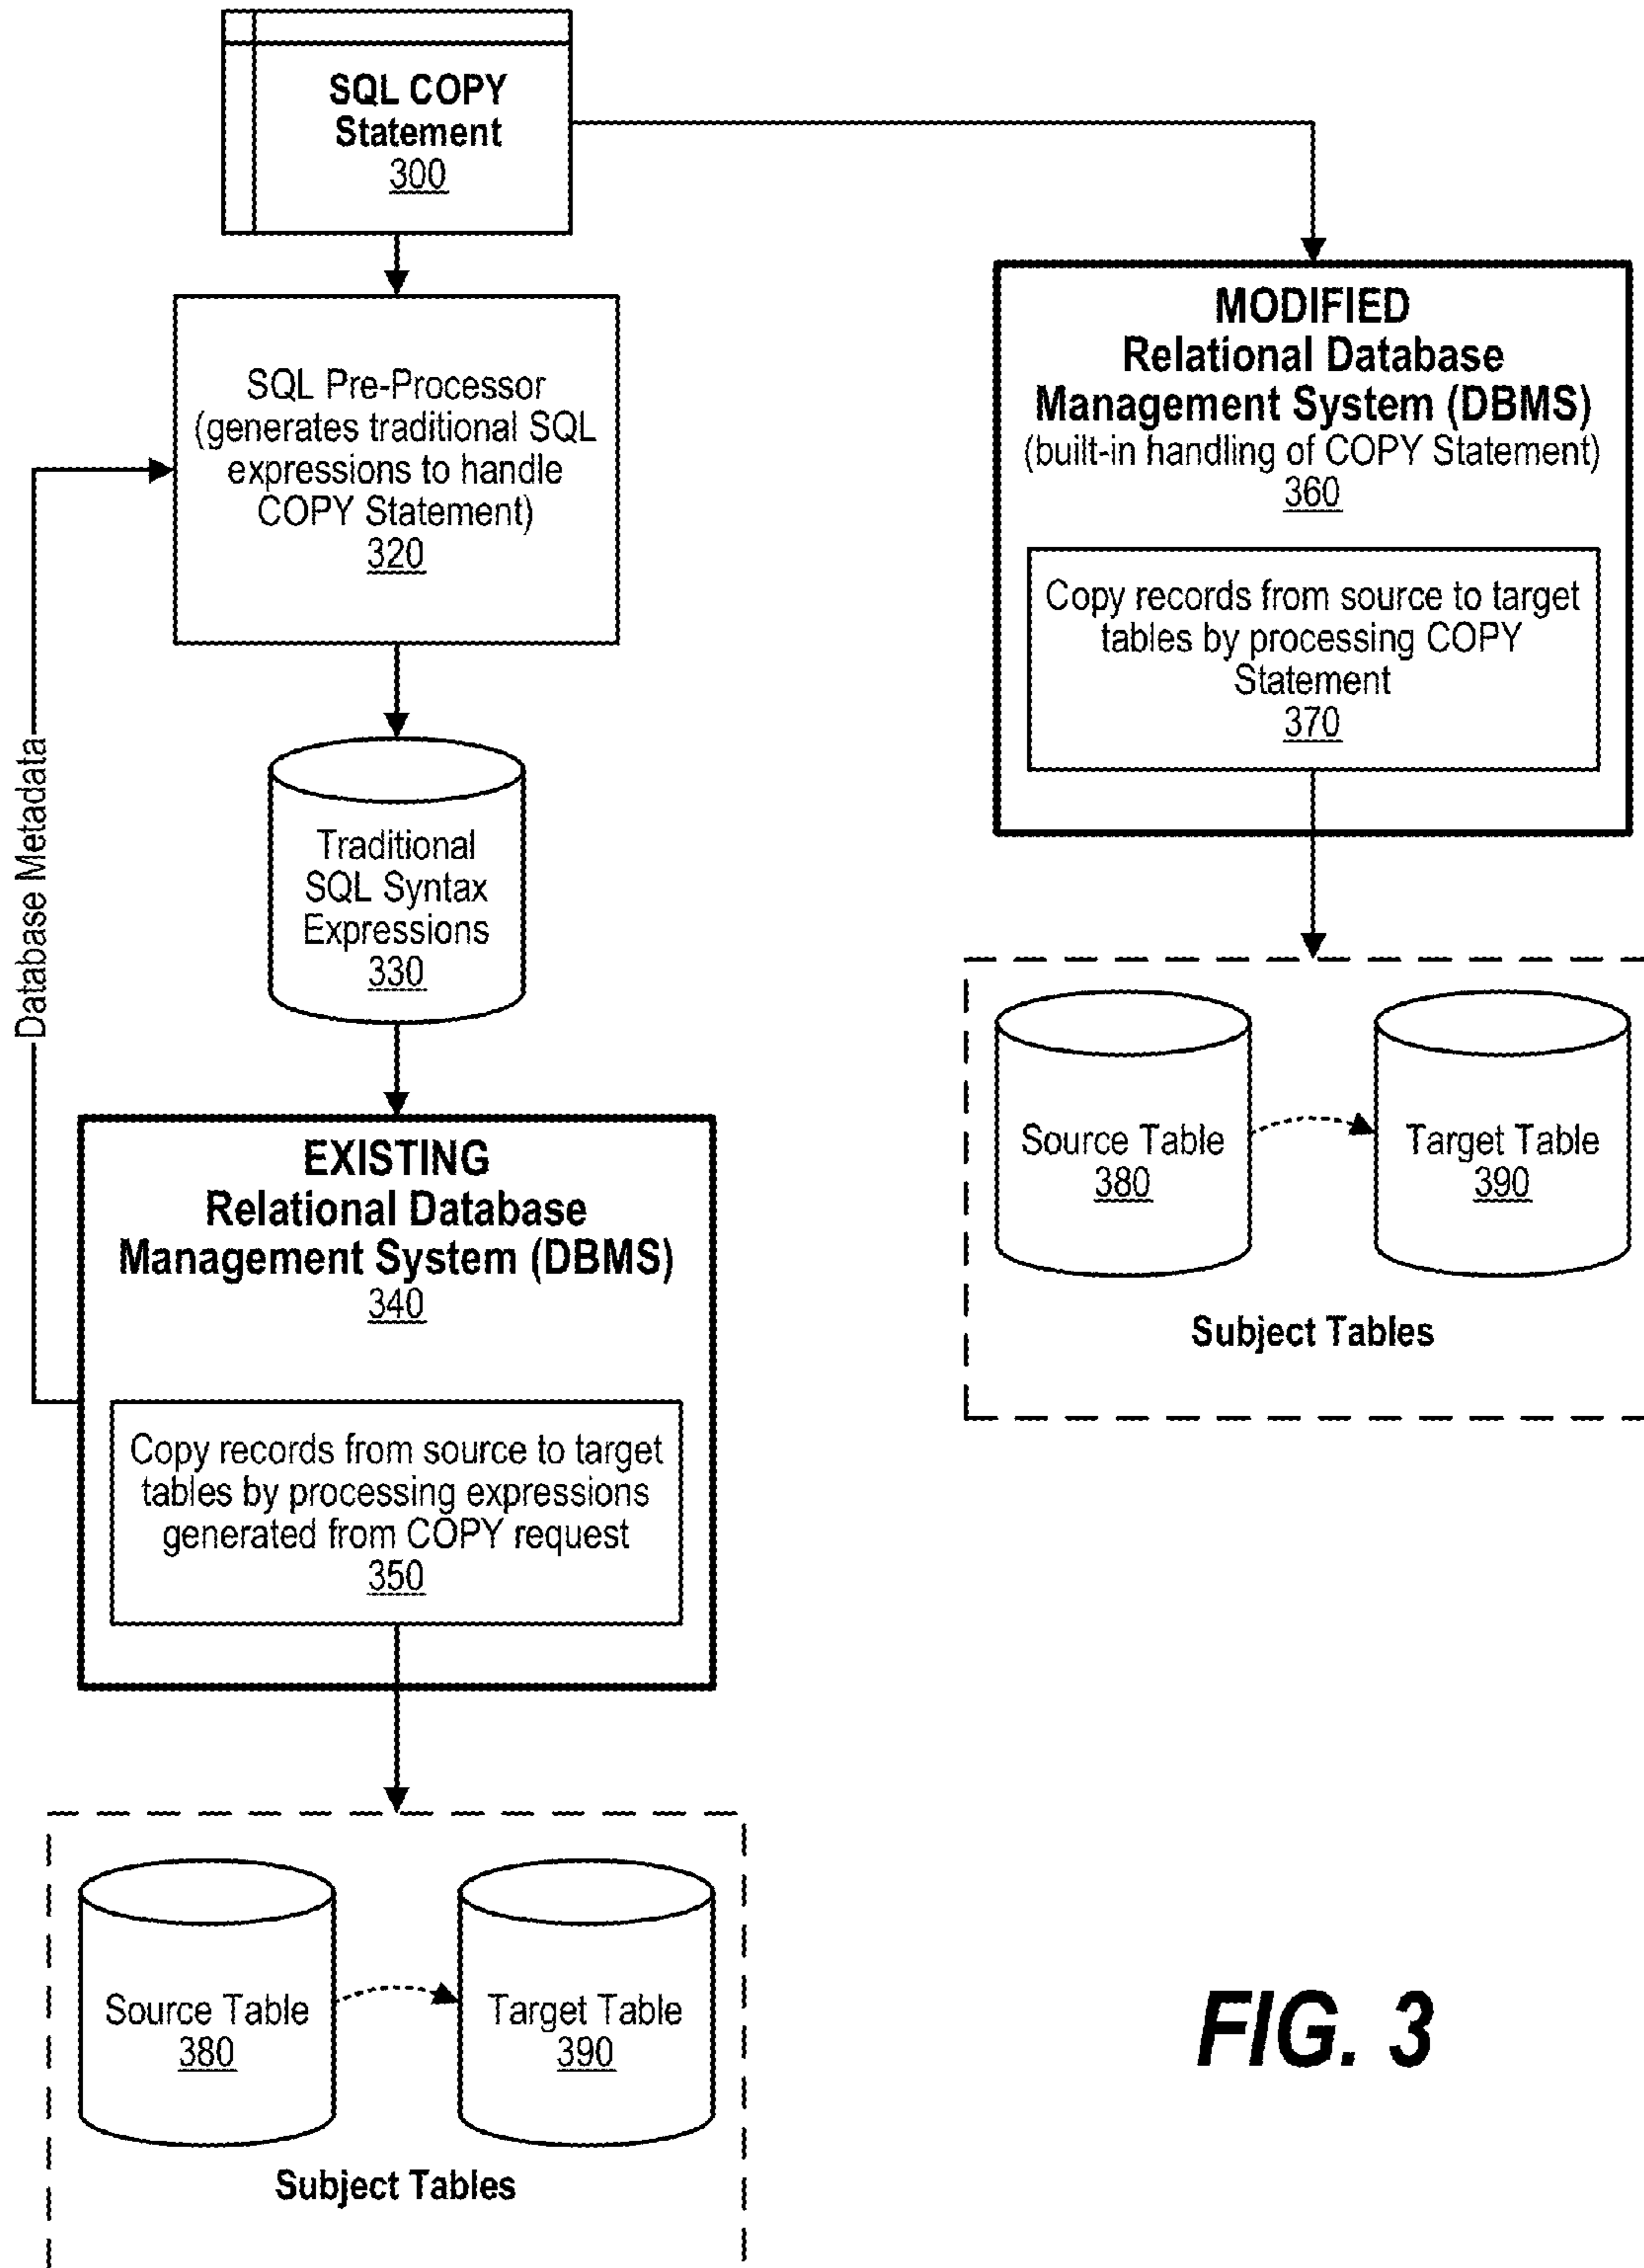 SQL COPY
Statement
300
SQL Pre-Processor
(generates traditional SQL
expressions to handle
COPY Statement)
320
Database Metadata
Traditional
SQL Syntax
Expressions
330
EXISTING
Relational Database
Management System (DBMS)
340
Copy records from source to target
tables by processing expressions
generated from COPY request
350
Source Table
380
Target Table
390
Subject Tables
MODIFIED
Relational Database
Management System (DBMS)
(built-in handling of COPY Statement)
360
Copy records from source to target
tables by processing COPY
Statement
370
Source Table
380
Target Table
390
Subject Tables
FIG. 3